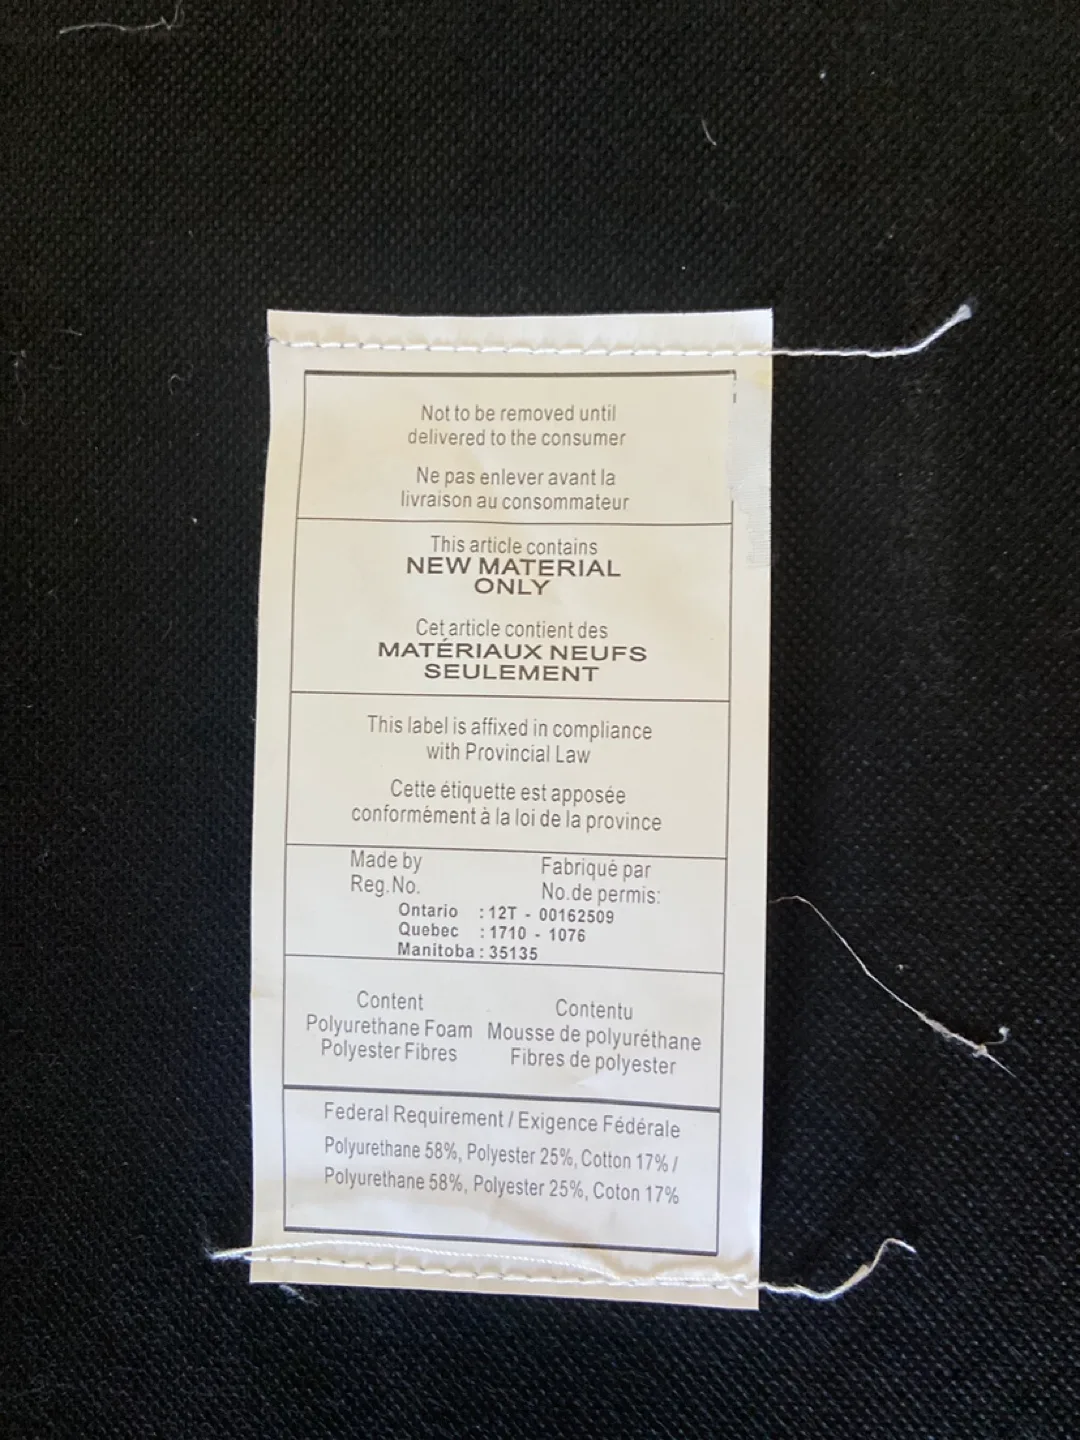 Not to be removed until
delivered to the consumer
Ne pas enlever avant la
livraison au consommateur
This article contains
NEW MATERIAL
ONLY
Cet article contient des
MATÉRIAUX NEUFS
SEULEMENT
This label is affixed in compliance
with Provincial Law
Cette étiquette est apposée
conformément à la loi de la province
Made by Fabriqué par
Reg.No. No.de permis:
Ontario : 12T - 00162509
Quebec : 1710 - 1076
Manitoba : 35135
Content Contentu
Polyurethane Foam Mousse de polyuréthane
Polyester Fibres Fibres de polyester
Federal Requirement / Exigence Fédérale
Polyurethane 58%, Polyester 25%, Cotton 17% /
Polyurethane 58%, Polyester 25%, Coton 17%